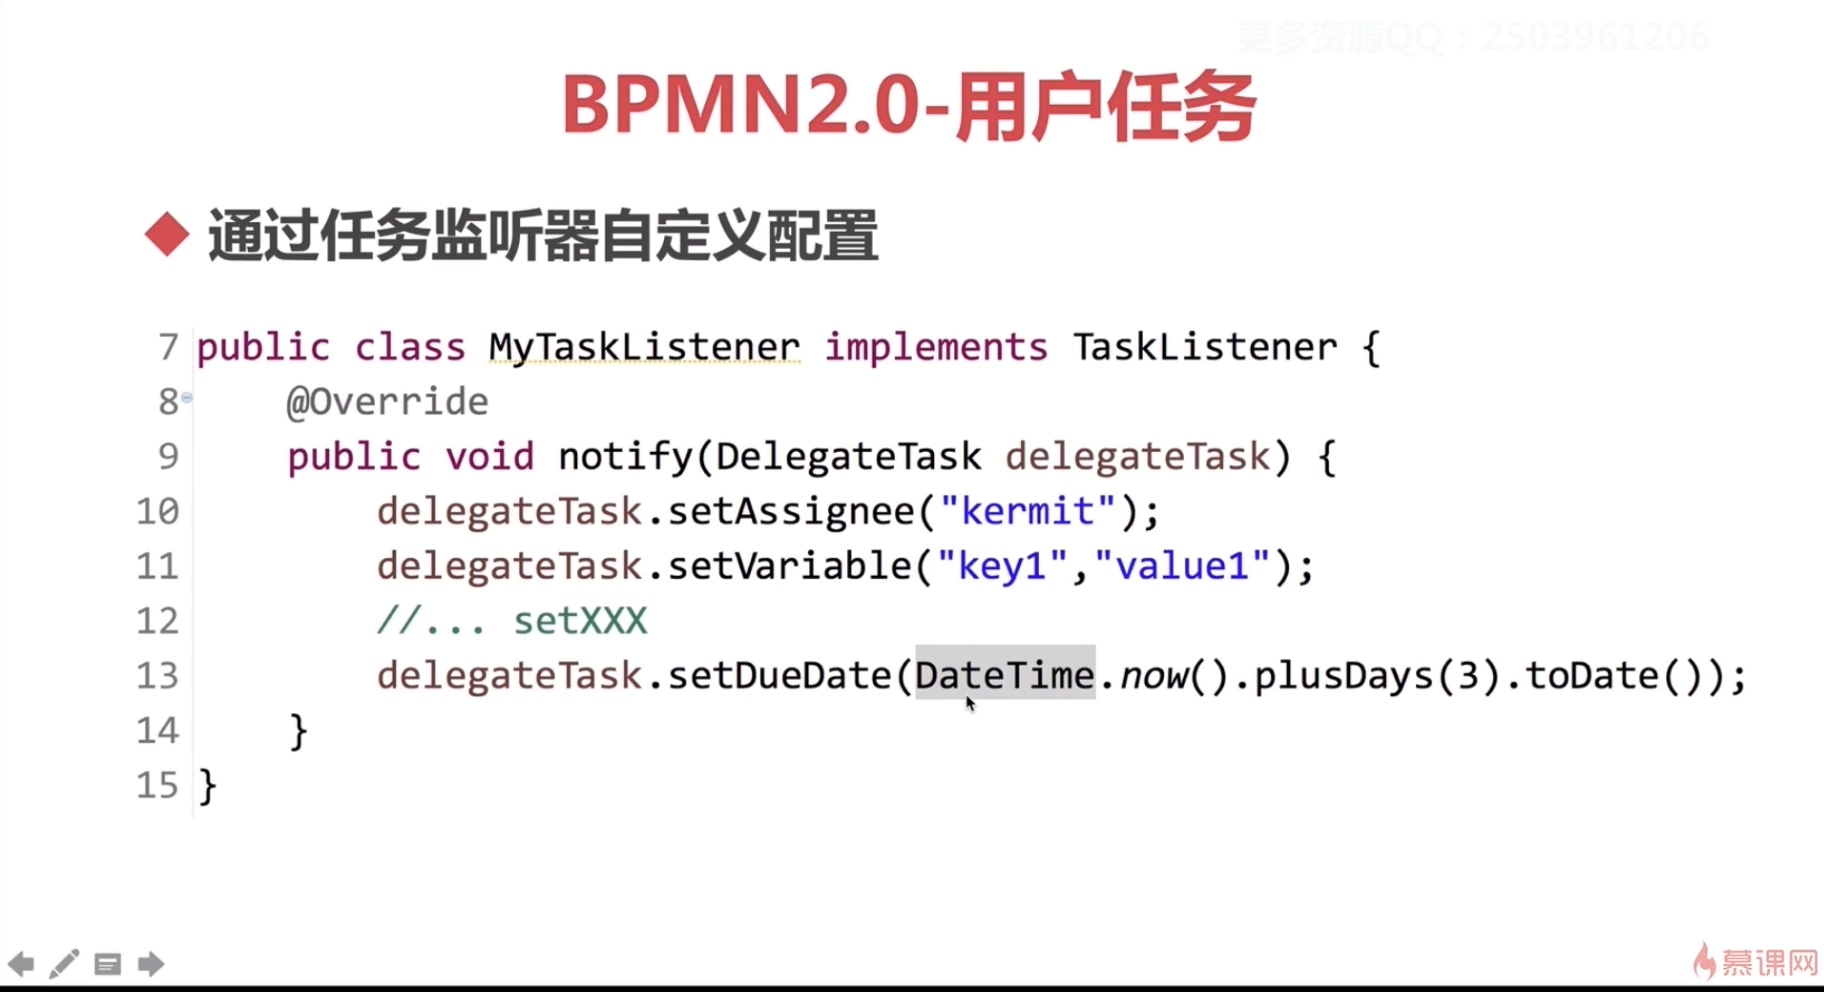 更多资源QQ：2503961206
BPMN2.0-用户任务
通过任务监听器自定义配置
7 public class MyTaskListener implements TaskListener {
8 @Override
9 public void notify(DelegateTask delegateTask) {
10 delegateTask.setAssignee("kermit");
11 delegateTask.setVariable("key1","value1");
12 //... setXXX
13 delegateTask.setDueDate(DateTime.now().plusDays(3).toDate());
14 }
15 }
慕课网